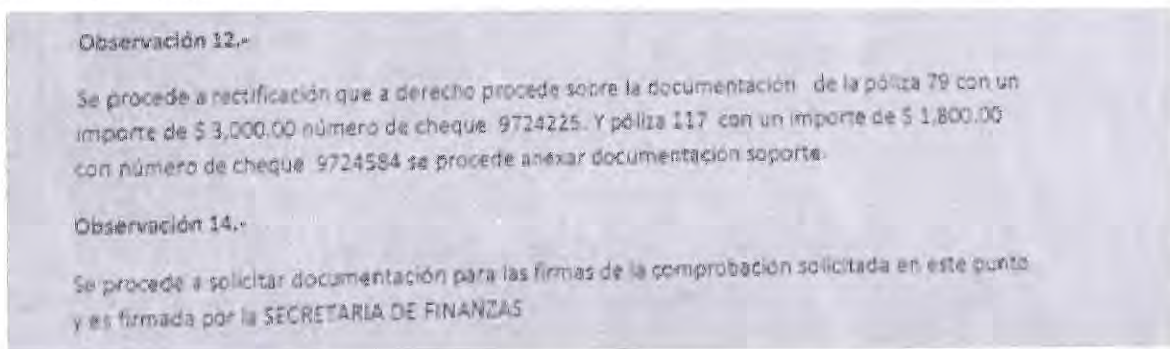 Observación 12.-
Se procede a rectificación que a derecho procede sobre la documentación de la póliza 79 con un
importe de $ 3,000.00 número de cheque 9724225. Y póliza 117 con un importe de $ 1,800.00
con número de cheque 9724584 se procede anexar documentación soporte.
Observación 14.-
Se procede a solicitar documentación para las firmas de la comprobación solicitada en este punto
y es firmada por la SECRETARIA DE FINANZAS